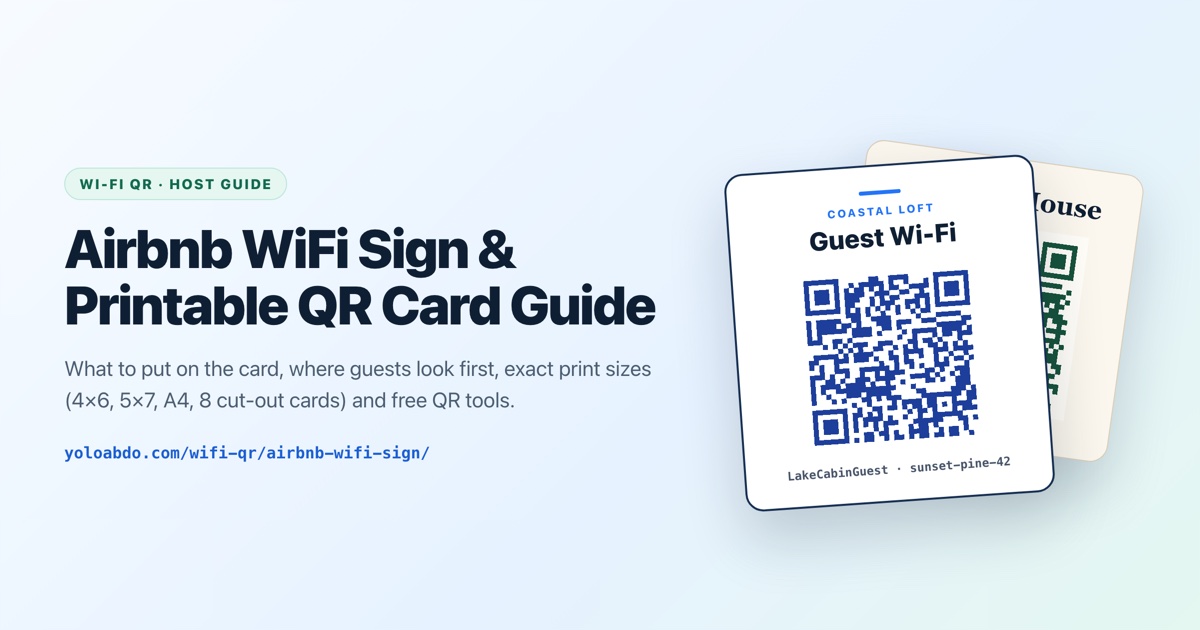 WI-FI QR · HOST GUIDE
Airbnb WiFi Sign &
Printable QR Card Guide
What to put on the card, where guests look first, exact print sizes
(4×6, 5×7, A4, 8 cut-out cards) and free QR tools.
yoloabdo.com/wifi-qr/airbnb-wifi-sign/
COASTAL LOFT
Guest Wi-Fi
LakeCabinGuest · sunset-pine-42